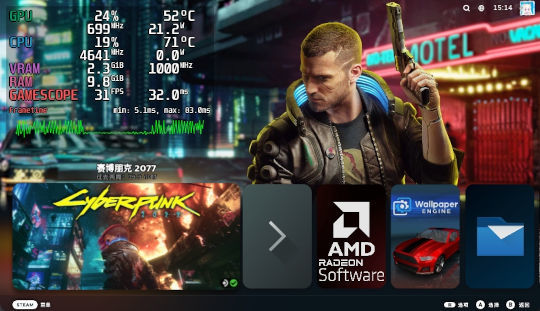 15:14
GPU 24% 52°C
699MHz 21.2W
CPU 19% 71°C
4641MHz 0.0W
VRAM 2.3GiB 1000MHz
RAM 9.8GiB
GAMESCOPE 31FPS 32.0ms
Frametime min: 5.1ms, max: 83.0ms
MOTEL
赛博朋克 2077
CYBERPUNK
2077
AMD
RADEON
Software
Wallpaper
ENGINE
STEAM 菜单
选项 A 选择 B 返回